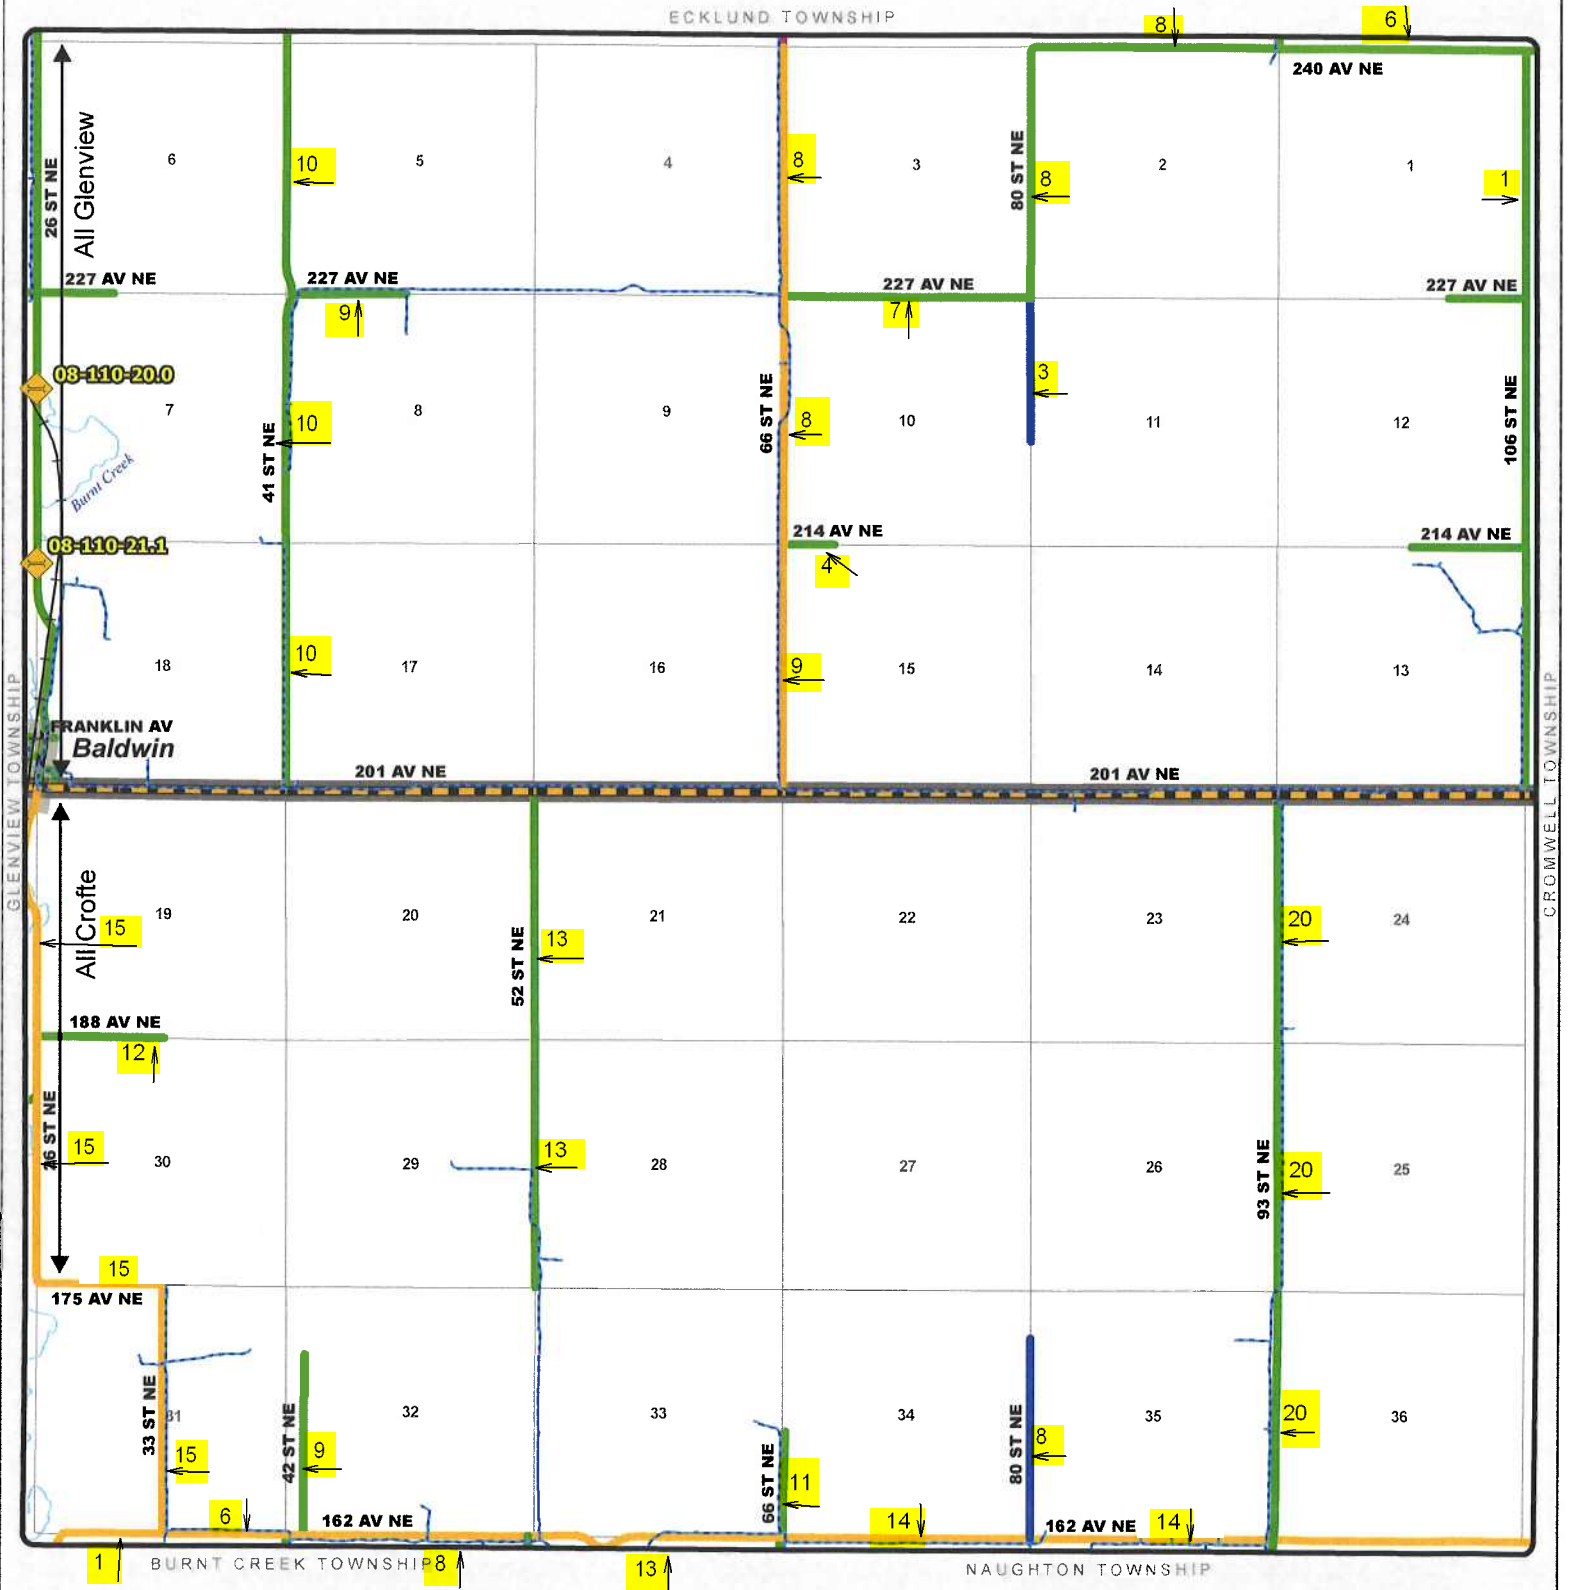 ECKLUND TOWNSHIP
8
6
240 AV NE
26 ST NE
All Glenview
6
10
5
4
8
3
80 ST NE
8
2
1
1
227 AV NE
227 AV NE
9
227 AV NE
7
227 AV NE
08-110-20.0
7
Burnt Creek
41 ST NE
10
8
9
66 ST NE
8
10
3
11
12
106 ST NE
08-110-21.1
214 AV NE
4
214 AV NE
18
10
17
16
9
15
14
13
GLENVIEW TOWNSHIP
CROMWELL TOWNSHIP
FRANKLIN AV
Baldwin
201 AV NE
201 AV NE
All Crofte
15
19
20
52 ST NE
13
21
22
23
20
24
188 AV NE
12
26 ST NE
15
30
29
13
28
27
26
93 ST NE
20
25
15
175 AV NE
33 ST NE
31
15
42 ST NE
9
32
33
66 ST NE
11
34
80 ST NE
8
35
20
36
6
162 AV NE
14
162 AV NE
14
1
BURNT CREEK TOWNSHIP
8
13
NAUGHTON TOWNSHIP